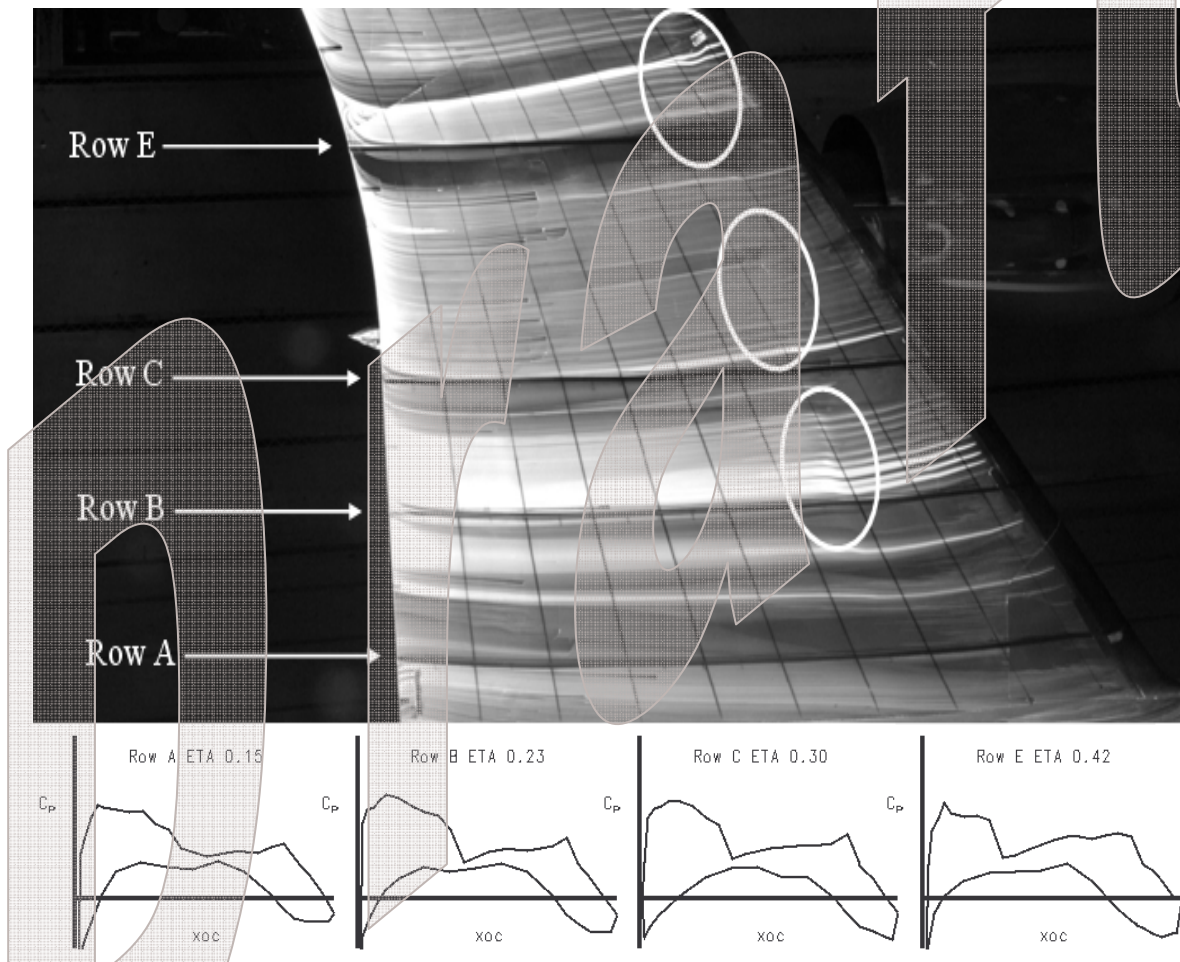 Row E
Row C
Row B
Row A
Row A ETA 0.15
Row B ETA 0.23
Row C ETA 0.30
Row E ETA 0.42
Cp
Cp
Cp
Cp
xoc
xoc
xoc
xoc